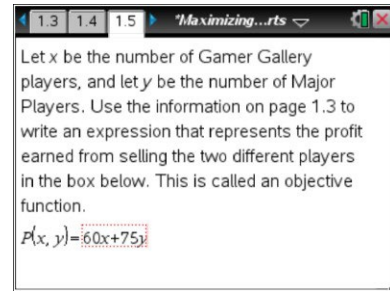 1.3 1.4 1.5 *Maximizing...rts
Let x be the number of Gamer Gallery
players, and let y be the number of Major
Players. Use the information on page 1.3 to
write an expression that represents the profit
earned from selling the two different players
in the box below. This is called an objective
function.
P(x, y)=60x+75y